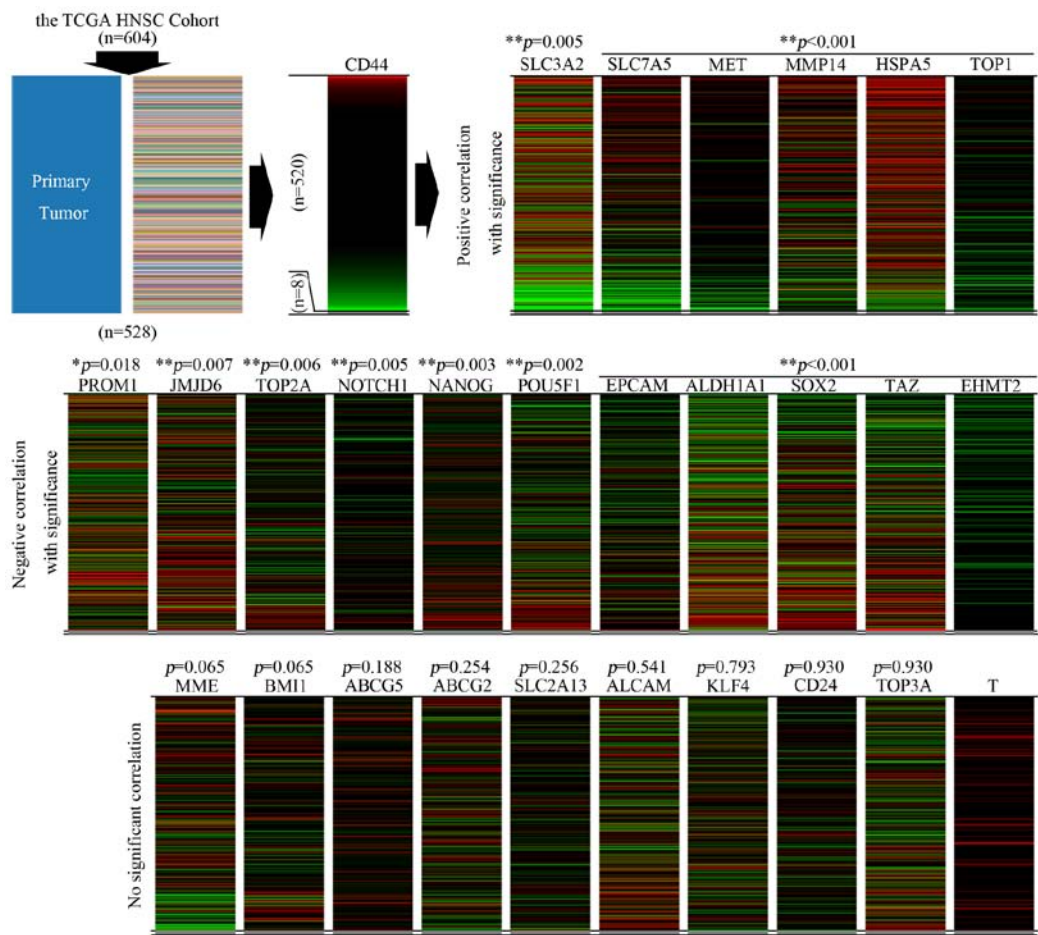 the TCGA HNSC Cohort
(n=604)
Primary
Tumor
(n=528)
CD44
(n=520)
(n=8)
Positive correlation
with significance
**p=0.005
**p<0.001
SLC3A2 SLC7A5 MET MMP14 HSPA5 TOP1
Negative correlation
with significance
*p=0.018 **p=0.007 **p=0.006 **p=0.005 **p=0.003 **p=0.002 **p<0.001
PROM1 JMJD6 TOP2A NOTCH1 NANOG POU5F1 EPCAM ALDH1A1 SOX2 TAZ EHMT2
No significant correlation
p=0.065 p=0.065 p=0.188 p=0.254 p=0.256 p=0.541 p=0.793 p=0.930 p=0.930
MME BMI1 ABCG5 ABCG2 SLC2A13 ALCAM KLF4 CD24 TOP3A T